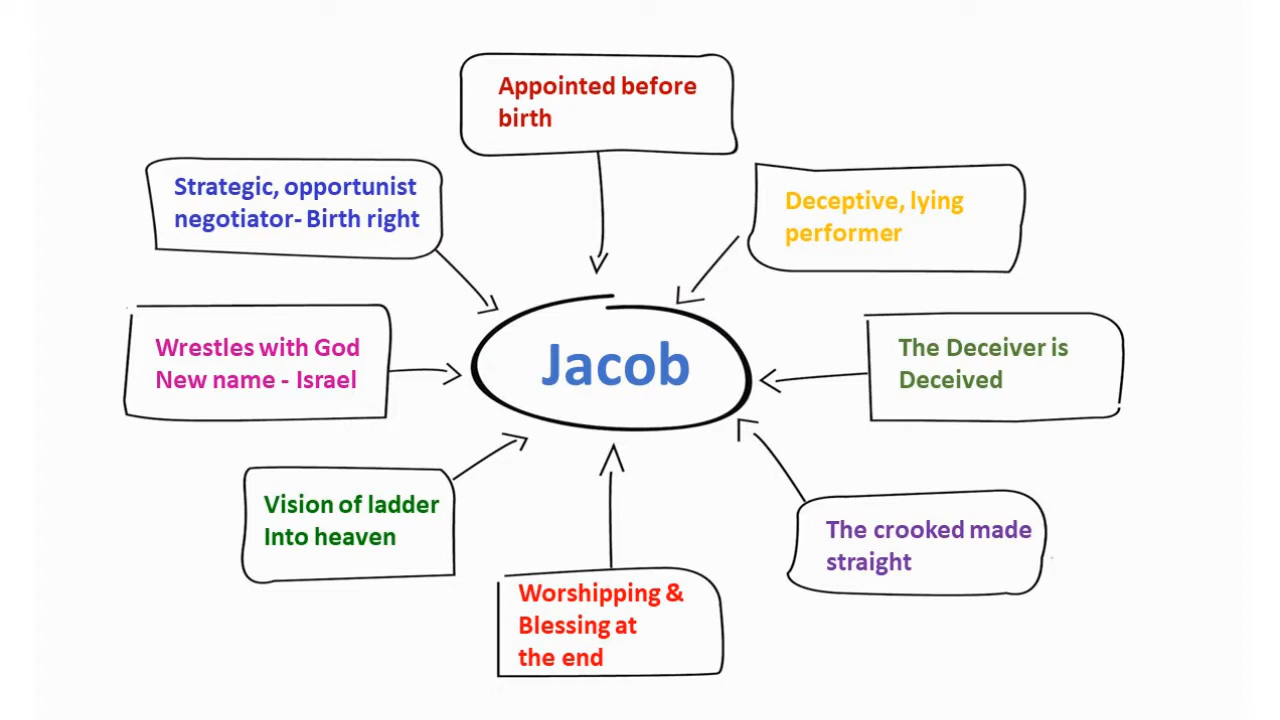 Appointed before
birth
Strategic, opportunist
negotiator- Birth right
Deceptive, lying
performer
Wrestles with God
New name - Israel
Jacob
The Deceiver is
Deceived
Vision of ladder
Into heaven
The crooked made
straight
Worshipping &
Blessing at
the end